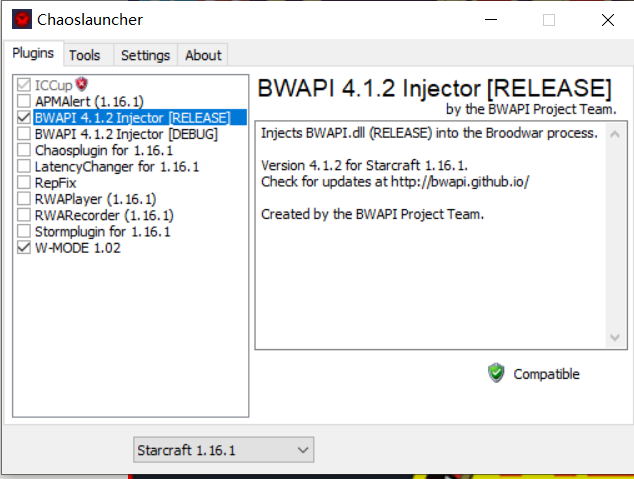 Chaoslauncher
Plugins Tools Settings About
ICCup
APMAlert (1.16.1)
BWAPI 4.1.2 Injector [RELEASE]
BWAPI 4.1.2 Injector [DEBUG]
Chaosplugin for 1.16.1
LatencyChanger for 1.16.1
RepFix
RWAPlayer (1.16.1)
RWARecorder (1.16.1)
Stormplugin for 1.16.1
W-MODE 1.02
BWAPI 4.1.2 Injector [RELEASE]
by the BWAPI Project Team.
Injects BWAPI.dll (RELEASE) into the Broodwar process.
Version 4.1.2 for Starcraft 1.16.1.
Check for updates at http://bwapi.github.io/
Created by the BWAPI Project Team.
Compatible
Starcraft 1.16.1